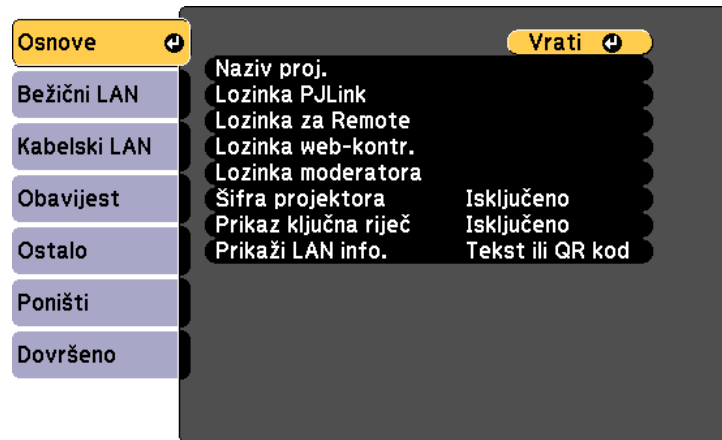 Osnove
Bežični LAN
Kabelski LAN
Obavijest
Ostalo
Poništi
Dovršeno
Vrati
Naziv proj.
Lozinka PJLink
Lozinka za Remote
Lozinka web-kontr.
Lozinka moderatora
Šifra projektora Isključeno
Prikaz ključna riječ Isključeno
Prikaži LAN info. Tekst ili QR kod